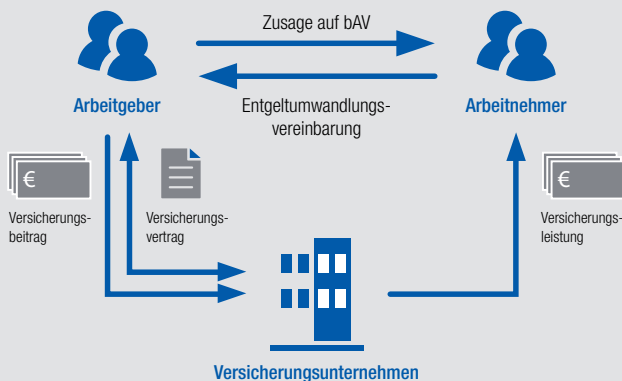 Zusage auf bAV
Arbeitgeber
Entgeltumwandlungs-
vereinbarung
Arbeitnehmer
€
Versicherungs-
beitrag
Versicherungs-
vertrag
€
Versicherungs-
leistung
Versicherungsunternehmen